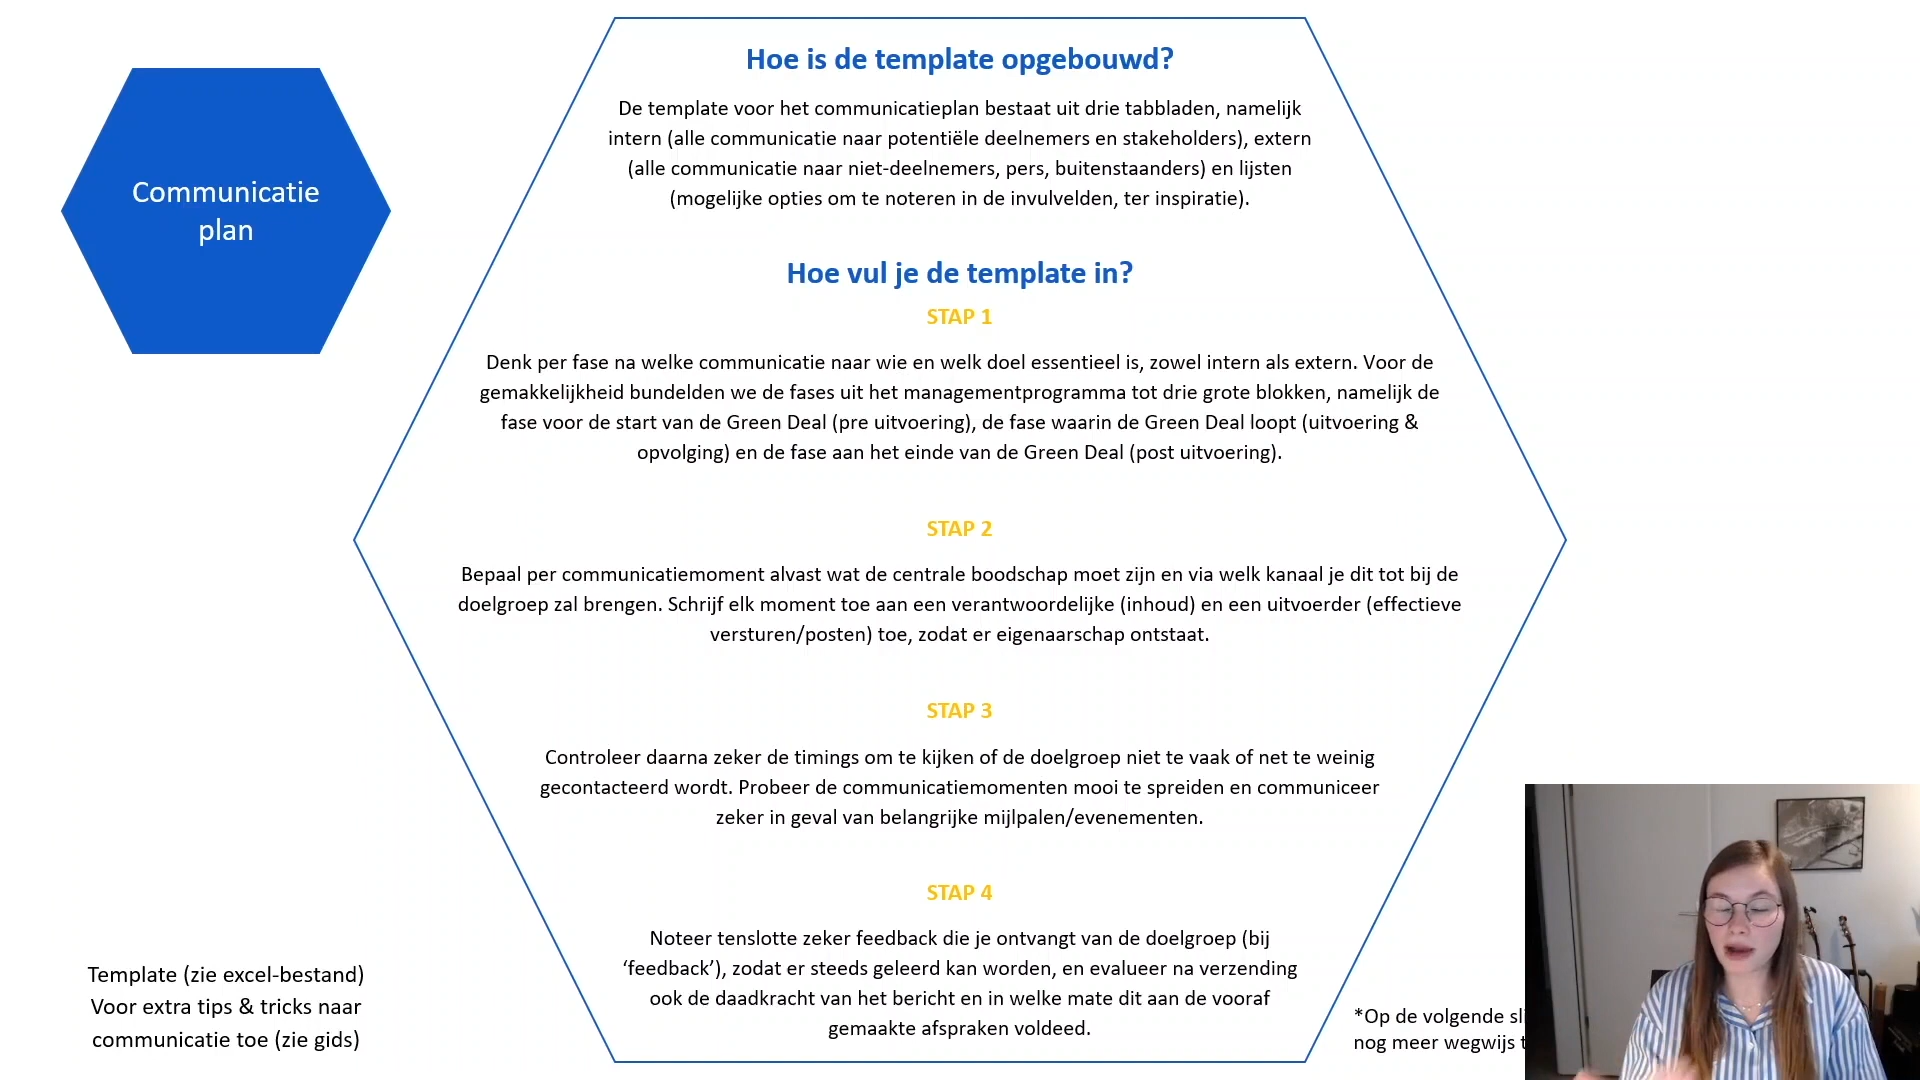 Communicatie
plan
Hoe is de template opgebouwd?
De template voor het communicatieplan bestaat uit drie tabbladen, namelijk
intern (alle communicatie naar potentiële deelnemers en stakeholders), extern
(alle communicatie naar niet-deelnemers, pers, buitenstaanders) en lijsten
(mogelijke opties om te noteren in de invulvelden, ter inspiratie).
Hoe vul je de template in?
STAP 1
Denk per fase na welke communicatie naar wie en welk doel essentieel is, zowel intern als extern. Voor de
gemakkelijkheid bundelden we de fases uit het managementprogramma tot drie grote blokken, namelijk de
fase voor de start van de Green Deal (pre uitvoering), de fase waarin de Green Deal loopt (uitvoering &
opvolging) en de fase aan het einde van de Green Deal (post uitvoering).
STAP 2
Bepaal per communicatiemoment alvast wat de centrale boodschap moet zijn en via welk kanaal je dit tot bij de
doelgroep zal brengen. Schrijf elk moment toe aan een verantwoordelijke (inhoud) en een uitvoerder (effectieve
versturen/posten) toe, zodat er eigenaarschap ontstaat.
STAP 3
Controleer daarna zeker de timings om te kijken of de doelgroep niet te vaak of net te weinig
gecontacteerd wordt. Probeer de communicatiemomenten mooi te spreiden en communiceer
zeker in geval van belangrijke mijlpalen/evenementen.
STAP 4
Noteer tenslotte zeker feedback die je ontvangt van de doelgroep (bij
‘feedback’), zodat er steeds geleerd kan worden, en evalueer na verzending
ook de daadkracht van het bericht en in welke mate dit aan de vooraf
gemaakte afspraken voldeed.
Template (zie excel-bestand)
Voor extra tips & tricks naar
communicatie toe (zie gids)
*Op de volgende
nog meer wegwijs